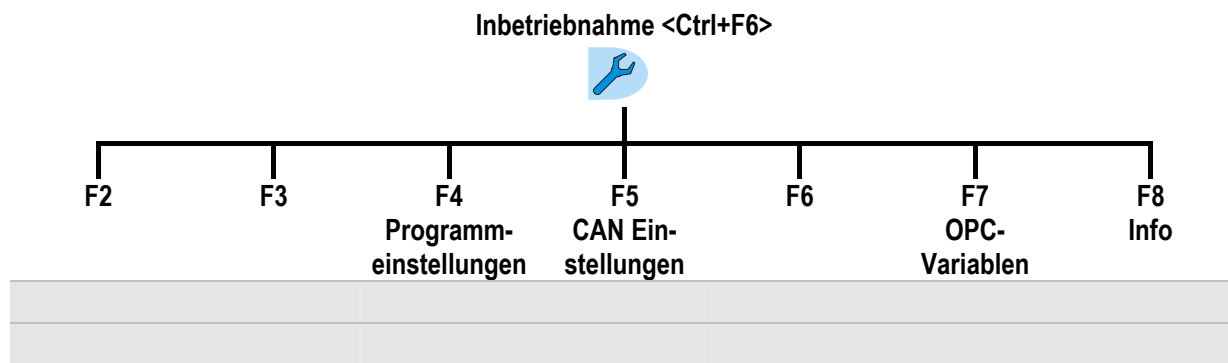 Inbetriebnahme <Ctrl+F6>
F2 F3 F4 F5 F6 F7 F8
Programm- CAN Ein- OPC- Info
einstellungen stellungen Variablen